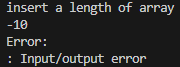 insert a length of array
-10
Error:
: Input/output error